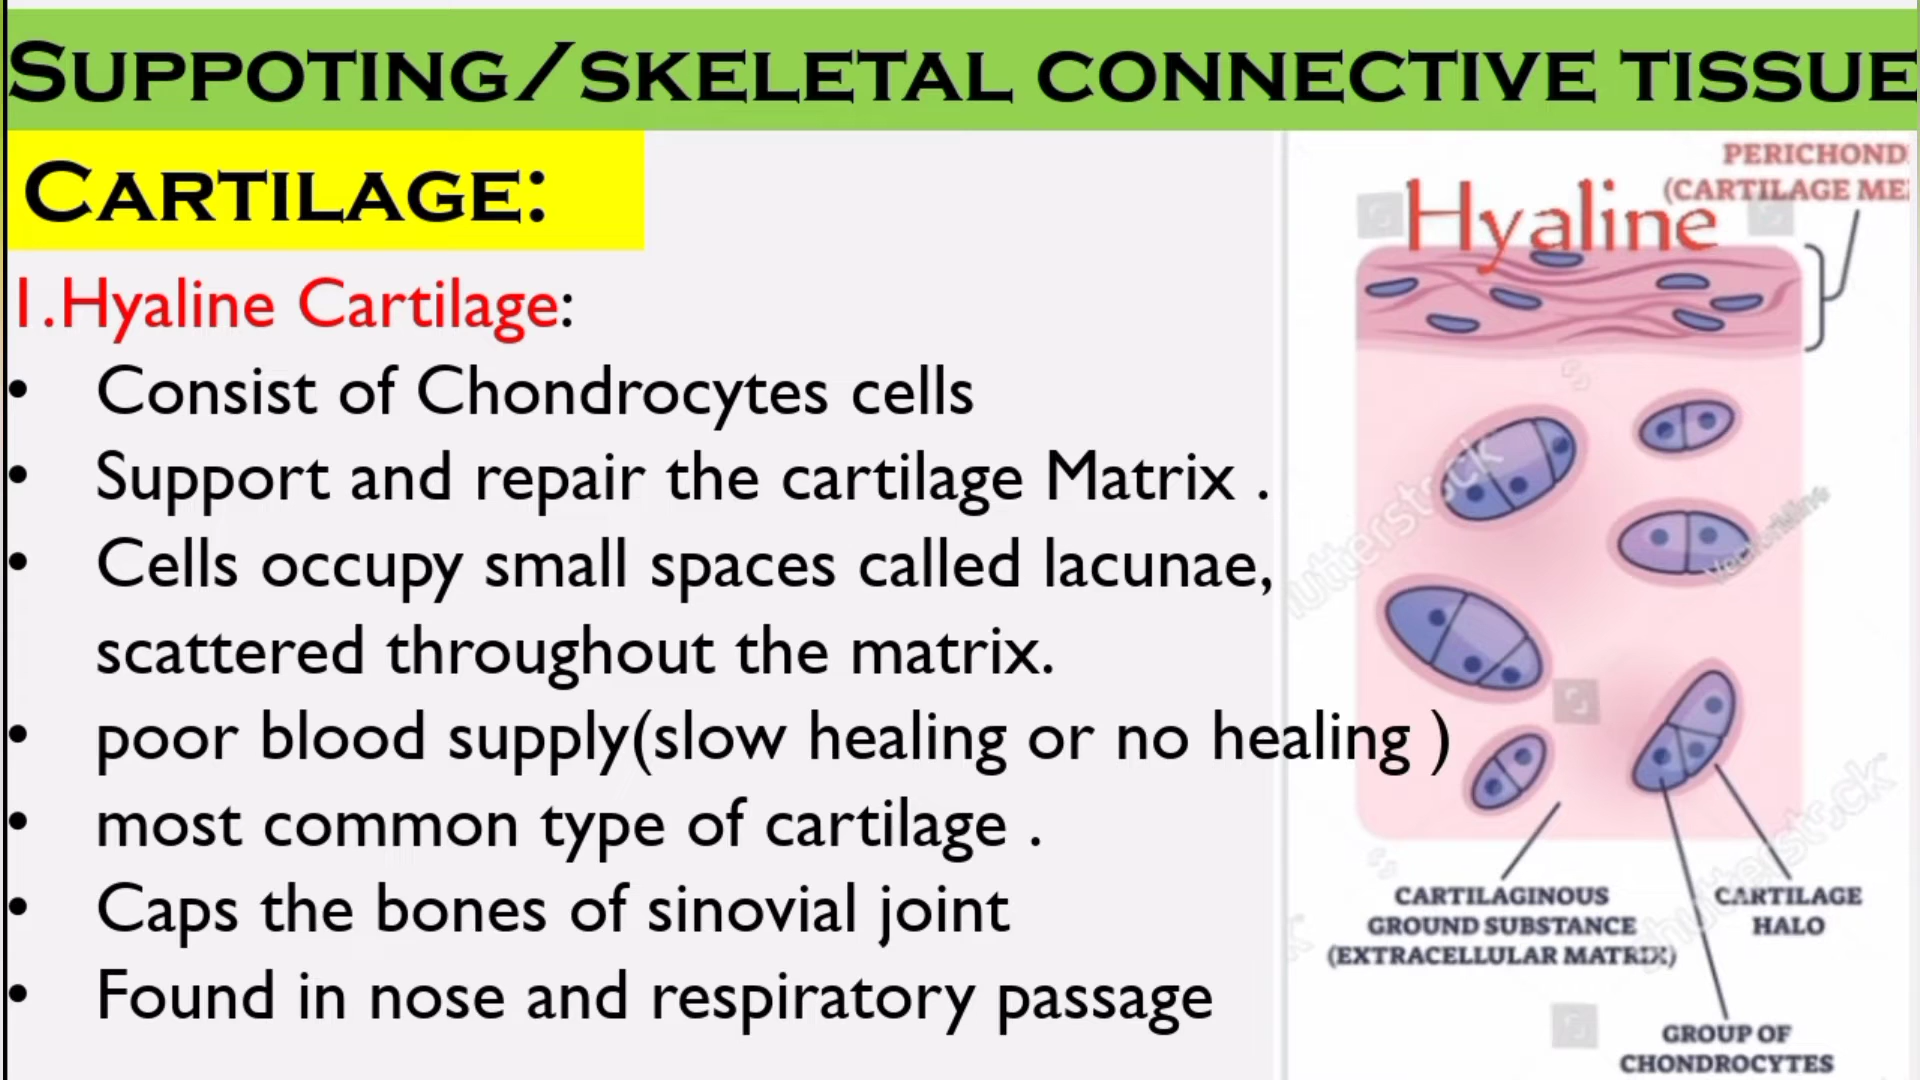 SUPPOTING/SKELETAL CONNECTIVE TISSUE
CARTILAGE:
1.Hyaline Cartilage:
• Consist of Chondrocytes cells
• Support and repair the cartilage Matrix .
• Cells occupy small spaces called lacunae,
scattered throughout the matrix.
• poor blood supply(slow healing or no healing )
• most common type of cartilage .
• Caps the bones of sinovial joint
• Found in nose and respiratory passage
PERICHOND
(CARTILAGE ME
Hyaline
CARTILAGINOUS
GROUND SUBSTANCE
(EXTRACELLULAR MATRIX)
CARTILAGE
HALO
GROUP OF
CHONDROCYTES
shutterstock